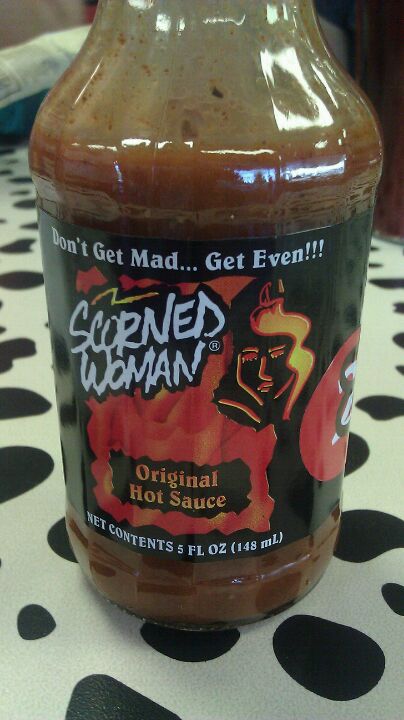 Don't Get Mad... Get Even!!!
SCORNED
WOMAN®
Original
Hot Sauce
NET CONTENTS 5 FL OZ (148 mL)